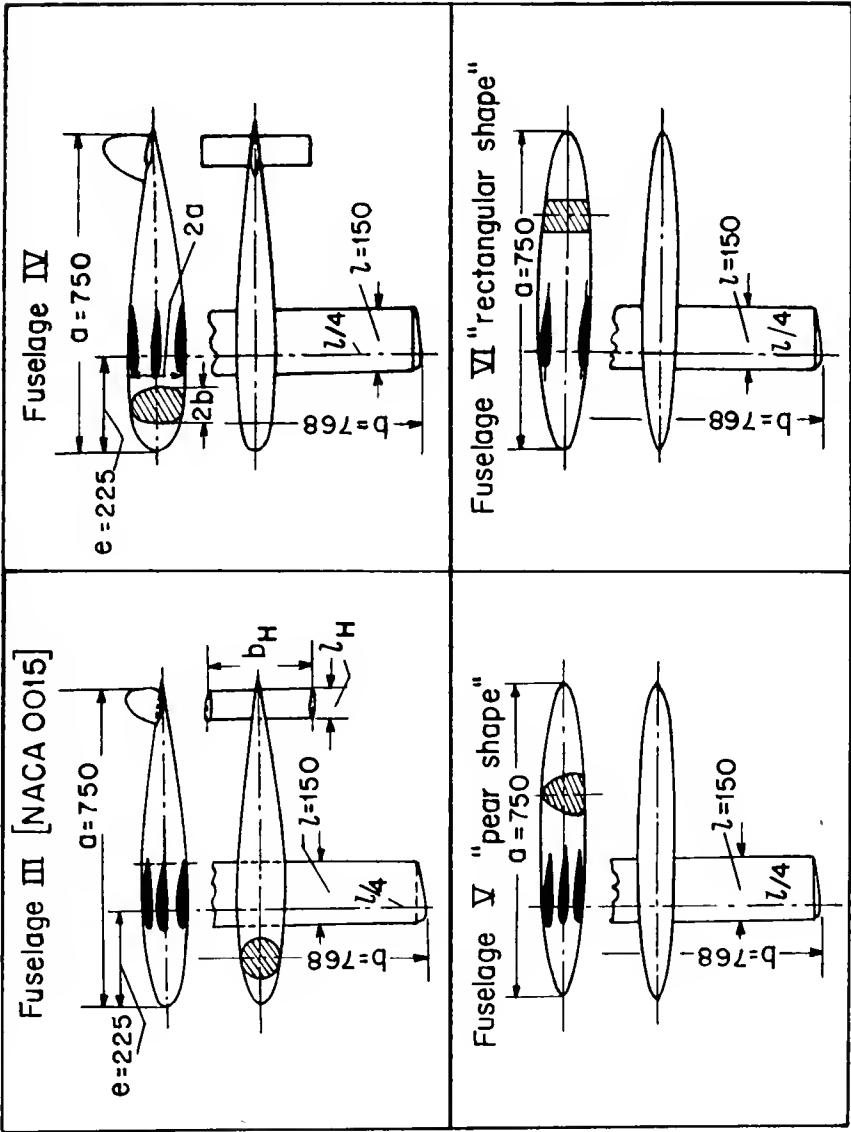 Fuselage III [NACA 0015]
a=750
e=225
b_H
l_H
l=150
l/4
b=768
Fuselage IV
a=750
e=225
2a
2b
l=150
l/4
b=768
Fuselage V "pear shape"
a=750
l=150
l/4
b=768
Fuselage VI "rectangular shape"
a=750
l=150
l/4
b=768